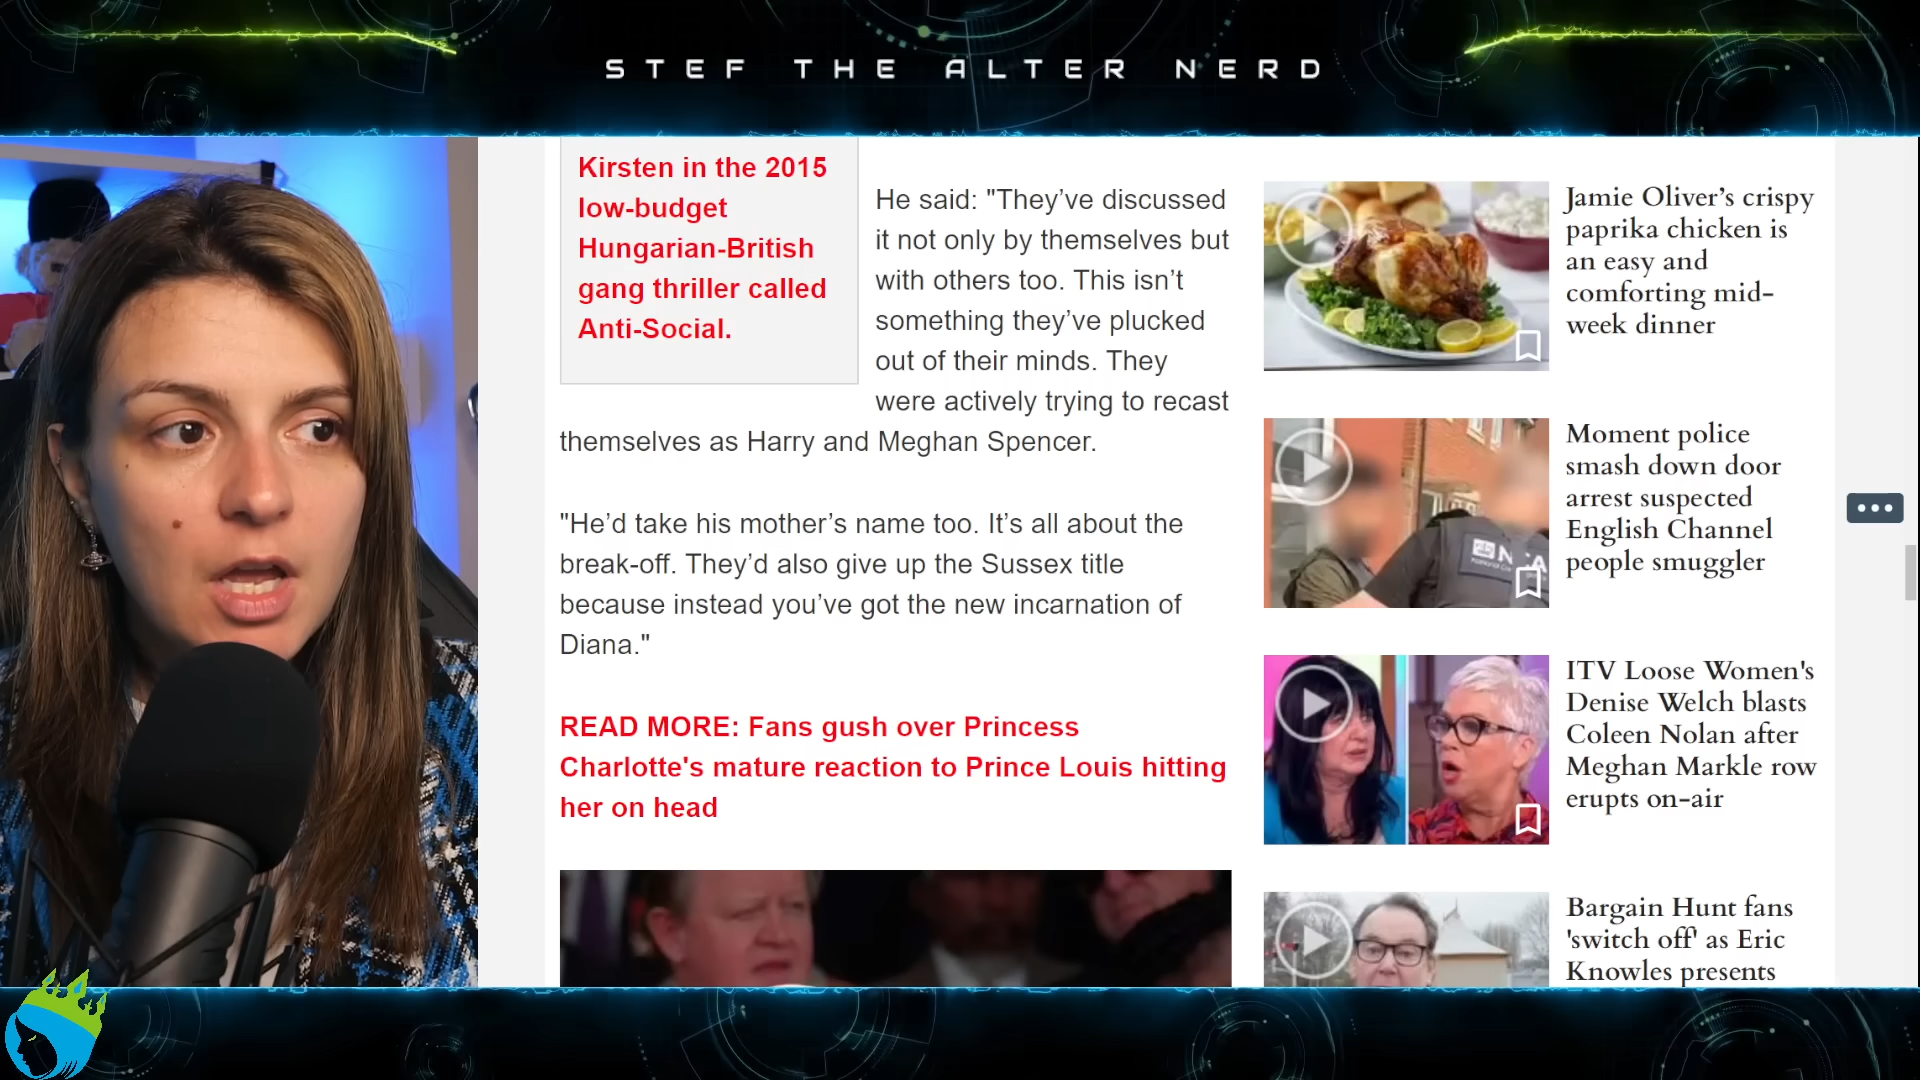 STEF THE ALTER NERD
Kirsten in the 2015
low-budget
Hungarian-British
gang thriller called
Anti-Social.
He said: "They’ve discussed
it not only by themselves but
with others too. This isn’t
something they’ve plucked
out of their minds. They
were actively trying to recast
themselves as Harry and Meghan Spencer.
"He’d take his mother’s name too. It’s all about the
break-off. They’d also give up the Sussex title
because instead you’ve got the new incarnation of
Diana."
READ MORE: Fans gush over Princess
Charlotte's mature reaction to Prince Louis hitting
her on head
Jamie Oliver’s crispy
paprika chicken is
an easy and
comforting mid-
week dinner
Moment police
smash down door
arrest suspected
English Channel
people smuggler
ITV Loose Women's
Denise Welch blasts
Coleen Nolan after
Meghan Markle row
erupts on-air
Bargain Hunt fans
'switch off' as Eric
Knowles presents